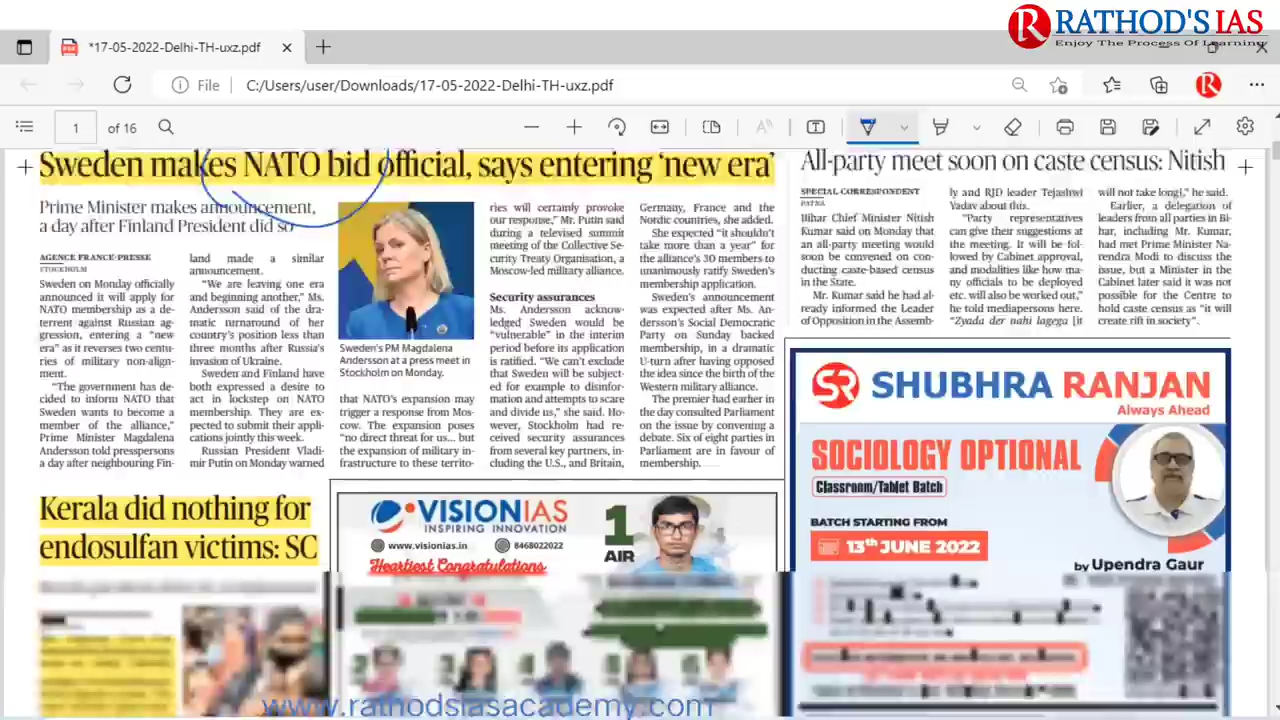 RATHOD'S IAS
Enjoy The Process Of Learning
*17-05-2022-Delhi-TH-uxz.pdf
File
C:/Users/user/Downloads/17-05-2022-Delhi-TH-uxz.pdf
1
of 16
Sweden makes NATO bid official, says entering 'new era'
Prime Minister makes announcement,
a day after Finland President did so
AGENCE FRANCE-PRESSE
STOCKHOLM
Sweden on Monday officially
announced it will apply for
NATO membership as a de-
terrent against Russian ag-
gression, entering a "new
era" as it reverses two centu-
ries of military non-align-
ment.
"The government has de-
cided to inform NATO that
Sweden wants to become a
member of the alliance,"
Prime Minister Magdalena
Andersson told presspersons
a day after neighbouring Fin-
land made a similar
announcement.
"We are leaving one era
and beginning another," Ms.
Andersson said of the dra-
matic turnaround of her
country's position less than
three months after Russia's
invasion of Ukraine.
Sweden and Finland have
both expressed a desire to
act in lockstep on NATO
membership. They are ex-
pected to submit their appli-
cations jointly this week.
Russian President Vladi-
mir Putin on Monday warned
Sweden's PM Magdalena
Andersson at a press meet in
Stockholm on Monday.
that NATO's expansion may
trigger a response from Mos-
cow. The expansion poses
"no direct threat for us... but
the expansion of military in-
frastructure to these territo-
ries will certainly provoke
our response," Mr. Putin said
during a televised summit
meeting of the Collective Se-
curity Treaty Organisation, a
Moscow-led military alliance.
Security assurances
Ms. Andersson acknow-
ledged Sweden would be
"vulnerable" in the interim
period before its application
is ratified. "We can't exclude
that Sweden will be subject-
ed for example to disinfor-
mation and attempts to scare
and divide us," she said. Ho-
wever, Stockholm had re-
ceived security assurances
from several key partners, in-
cluding the U.S., and Britain,
Germany, France and the
Nordic countries, she added.
She expected "it shouldn't
take more than a year" for
the alliance's 30 members to
unanimously ratify Sweden's
membership application.
Sweden's announcement
was expected after Ms. An-
dersson's Social Democratic
Party on Sunday backed
membership, in a dramatic
U-turn after having opposed
the idea since the birth of the
Western military alliance.
The premier had earlier in
the day consulted Parliament
on the issue by convening a
debate. Six of eight parties in
Parliament are in favour of
membership.
All-party meet soon on caste census: Nitish
SPECIAL CORRESPONDENT
PATNA
Bihar Chief Minister Nitish
Kumar said on Monday that
an all-party meeting would
soon be convened on con-
ducting caste-based census
in the State.
Mr. Kumar said he had al-
ready informed the Leader
of Opposition in the Assemb-
ly and RJD leader Tejashwi
Yadav about this.
"Party representatives
can give their suggestions at
the meeting. It will be fol-
lowed by Cabinet approval,
and modalities like how ma-
ny officials to be deployed
etc. will also be worked out,"
he told mediapersons here.
"Zyada der nahi lagega [it
will not take long]," he said.
Earlier, a delegation of
leaders from all parties in Bi-
har, including Mr. Kumar,
had met Prime Minister Na-
rendra Modi to discuss the
issue, but a Minister in the
Cabinet later said it was not
possible for the Centre to
hold caste census as "it will
create rift in society".
Kerala did nothing for
endosulfan victims: SC
VISIONIAS
INSPIRING INNOVATION
www.visionias.in
8468022022
Heartiest Congratulations
1
AIR
SR SHUBHRA RANJAN
Always Ahead
SOCIOLOGY OPTIONAL
Classroom/Tablet Batch
BATCH STARTING FROM
13th JUNE 2022
by Upendra Gaur
www.rathodsiasacademy.com